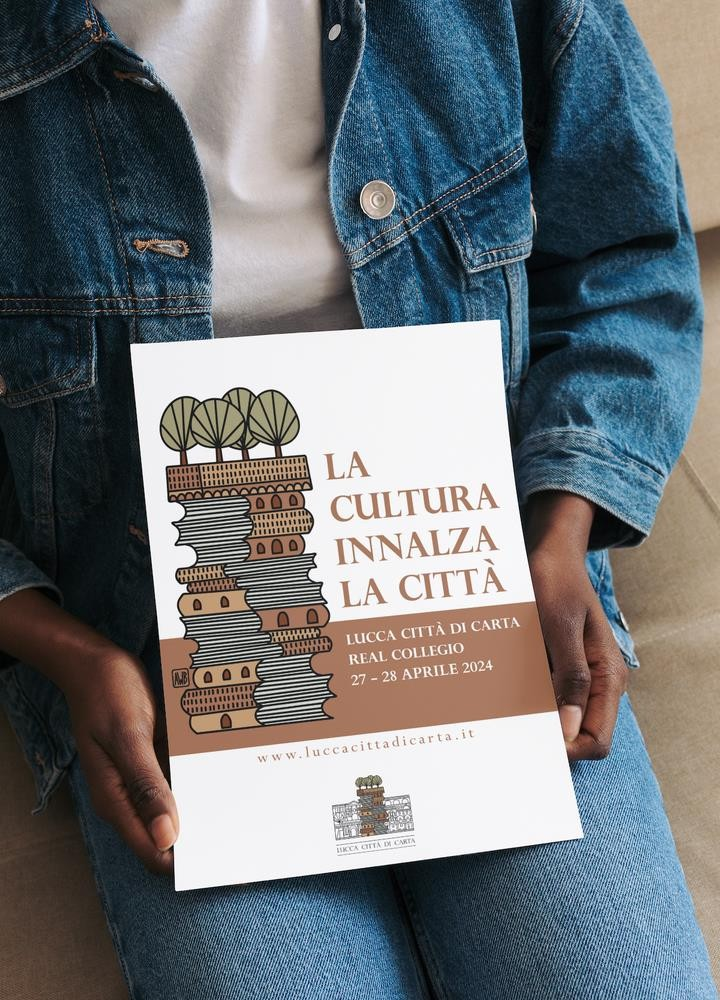 LA
CULTURA
INNALZA
LA CITTÀ
LUCCA CITTÀ DI CARTA
REAL COLLEGIO
27 – 28 APRILE 2024
AWB
www.luccacittadicarta.it
LUCCA CITTÀ DI CARTA